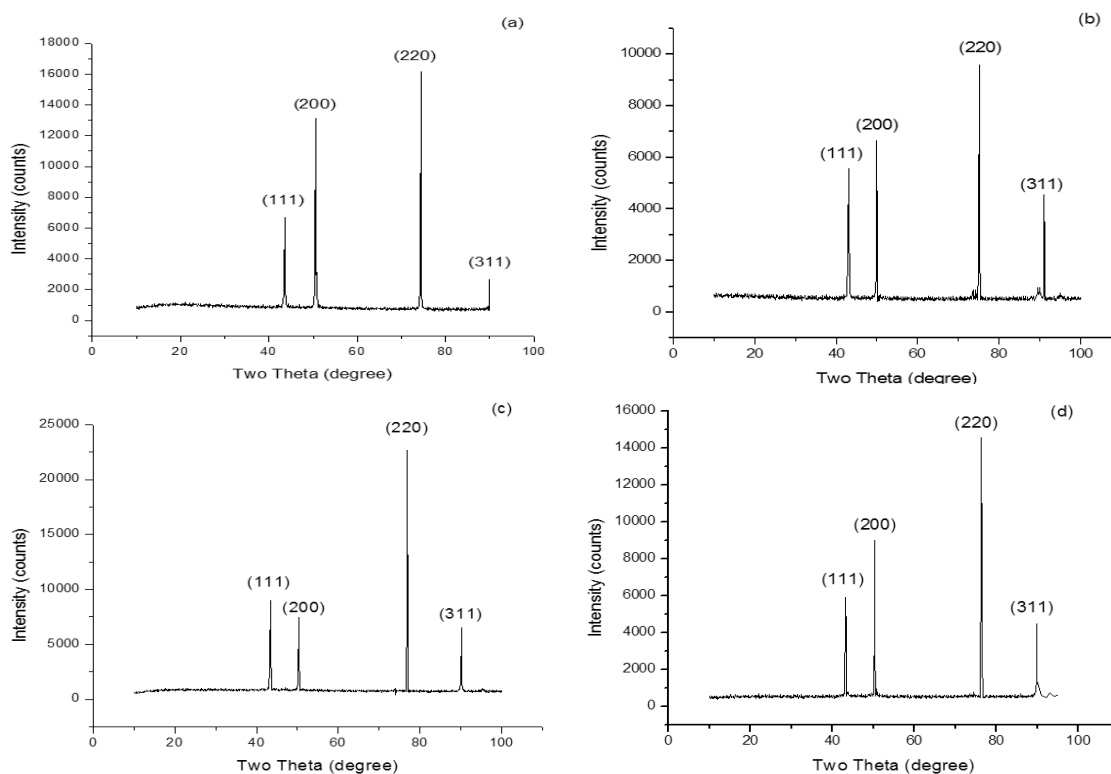 (a)
18000
16000
14000
12000
10000
8000
6000
4000
2000
0
Intensity (counts)
(111)
(200)
(220)
(311)
0 20 40 60 80 100
Two Theta (degree)
(b)
10000
8000
6000
4000
2000
0
Intensity (counts)
(111)
(200)
(220)
(311)
0 20 40 60 80 100
Two Theta (degree)
(c)
25000
20000
15000
10000
5000
0
Intensity (counts)
(111)
(200)
(220)
(311)
0 20 40 60 80 100
Two Theta (degree)
(d)
16000
14000
12000
10000
8000
6000
4000
2000
0
Intensity (counts)
(111)
(200)
(220)
(311)
0 20 40 60 80 100
Two Theta (degree)